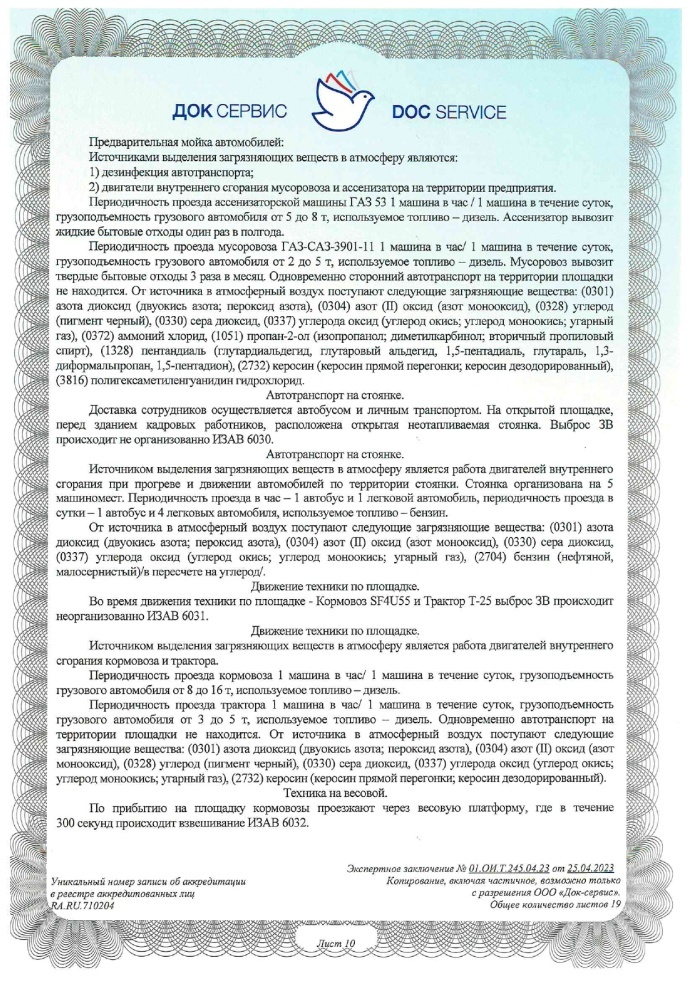 ДОК СЕРВИС DOC SERVICE
Предварительная мойка автомобилей:
Источниками выделения загрязняющих веществ в атмосферу являются:
1) дезинфекция автотранспорта;
2) двигатели внутреннего сгорания мусоровоза и ассенизатора на территории предприятия.
Периодичность проезда ассенизаторской машины ГАЗ 53 1 машина в час / 1 машина в течение суток,
грузоподъемность грузового автомобиля от 5 до 8 т, используемое топливо – дизель. Ассенизатор вывозит
жидкие бытовые отходы один раз в полгода.
Периодичность проезда мусоровоза ГАЗ-САЗ-3901-11 1 машина в час/ 1 машина в течение суток,
грузоподъемность грузового автомобиля от 2 до 5 т, используемое топливо – дизель. Мусоровоз вывозит
твердые бытовые отходы 3 раза в месяц. Одновременно сторонний автотранспорт на территории площадки
не находится. От источника в атмосферный воздух поступают следующие загрязняющие вещества: (0301)
азота диоксид (двуокись азота; пероксид азота), (0304) азот (II) оксид (азот монооксид), (0328) углерод
(пигмент черный), (0330) сера диоксид, (0337) углерода оксид (углерод окись; углерод моноокись; угарный
газ), (0372) аммоний хлорид, (1051) пропан-2-ол (изопропанол; диметилкарбинол; вторичный пропиловый
спирт), (1328) пентандиаль (глутардиальдегид, глутаровый альдегид, 1,5-пентадиаль, глутараль, 1,3-
диформальпропан, 1,5-пентадион), (2732) керосин (керосин прямой перегонки; керосин дезодорированный),
(3816) полигексаметиленгуанидин гидрохлорид.
Автотранспорт на стоянке.
Доставка сотрудников осуществляется автобусом и личным транспортом. На открытой площадке,
перед зданием кадровых работников, расположена открытая неотапливаемая стоянка. Выброс ЗВ
происходит не организованно ИЗАВ 6030.
Автотранспорт на стоянке.
Источником выделения загрязняющих веществ в атмосферу является работа двигателей внутреннего
сгорания при прогреве и движении автомобилей по территории стоянки. Стоянка организована на 5
машиномест. Периодичность проезда в час – 1 автобус и 1 легковой автомобиль, периодичность проезда в
сутки – 1 автобус и 4 легковых автомобиля, используемое топливо – бензин.
От источника в атмосферный воздух поступают следующие загрязняющие вещества: (0301) азота
диоксид (двуокись азота; пероксид азота), (0304) азот (II) оксид (азот монооксид), (0330) сера диоксид,
(0337) углерода оксид (углерод окись; углерод моноокись; угарный газ), (2704) бензин (нефтяной,
малосернистый)/в пересчете на углерод/.
Движение техники по площадке.
Во время движения техники по площадке - Кормовоз SF4U55 и Трактор Т-25 выброс ЗВ происходит
неорганизованно ИЗАВ 6031.
Движение техники по площадке.
Источником выделения загрязняющих веществ в атмосферу является работа двигателей внутреннего
сгорания кормовоза и трактора.
Периодичность проезда кормовоза 1 машина в час/ 1 машина в течение суток, грузоподъемность
грузового автомобиля от 8 до 16 т, используемое топливо – дизель.
Периодичность проезда трактора 1 машина в час/ 1 машина в течение суток, грузоподъемность
грузового автомобиля от 3 до 5 т, используемое топливо – дизель. Одновременно автотранспорт на
территории площадки не находится. От источника в атмосферный воздух поступают следующие
загрязняющие вещества: (0301) азота диоксид (двуокись азота; пероксид азота), (0304) азот (II) оксид (азот
монооксид), (0328) углерод (пигмент черный), (0330) сера диоксид, (0337) углерода оксид (углерод окись;
углерод моноокись; угарный газ), (2732) керосин (керосин прямой перегонки; керосин дезодорированный).
Техника на весовой.
По прибытию на площадку кормовозы проезжают через весовую платформу, где в течение
300 секунд происходит взвешивание ИЗАВ 6032.
Экспертное заключение № 01.ОИ.Т.245.04.23 от 25.04.2023
Уникальный номер записи об аккредитации Копирование, включая частичное, возможно только
в реестре аккредитованных лиц с разрешения ООО «Док-сервис».
RA.RU.710204 Общее количество листов 19
Лист 10